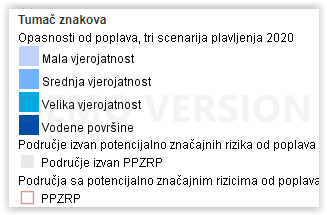 Tumač znakova
Opasnosti od poplava, tri scenarija plavljenja 2020
Mala vjerojatnost
Srednja vjerojatnost
Velika vjerojatnost
Vodene površine
Područje izvan potencijalno značajnih rizika od poplava
Područje izvan PPZRP
Područja sa potencijalno značajnim rizicima od poplava
PPZRP
VERSION